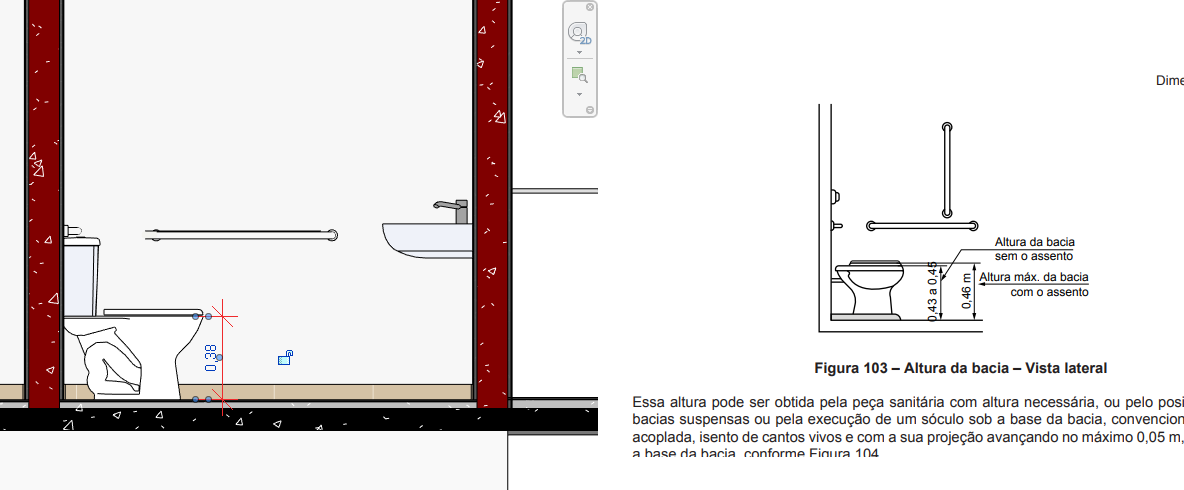 2D
0,38
Dime
Altura da bacia
sem o assento
Altura máx. da bacia
com o assento
0,43 a 0,45
0,46 m
Figura 103 – Altura da bacia – Vista lateral
Essa altura pode ser obtida pela peça sanitária com altura necessária, ou pelo posi
bacias suspensas ou pela execução de um sóculo sob a base da bacia, convencion
acoplada, isento de cantos vivos e com a sua projeção avançando no máximo 0,05 m,
a base da bacia, conforme Figura 104